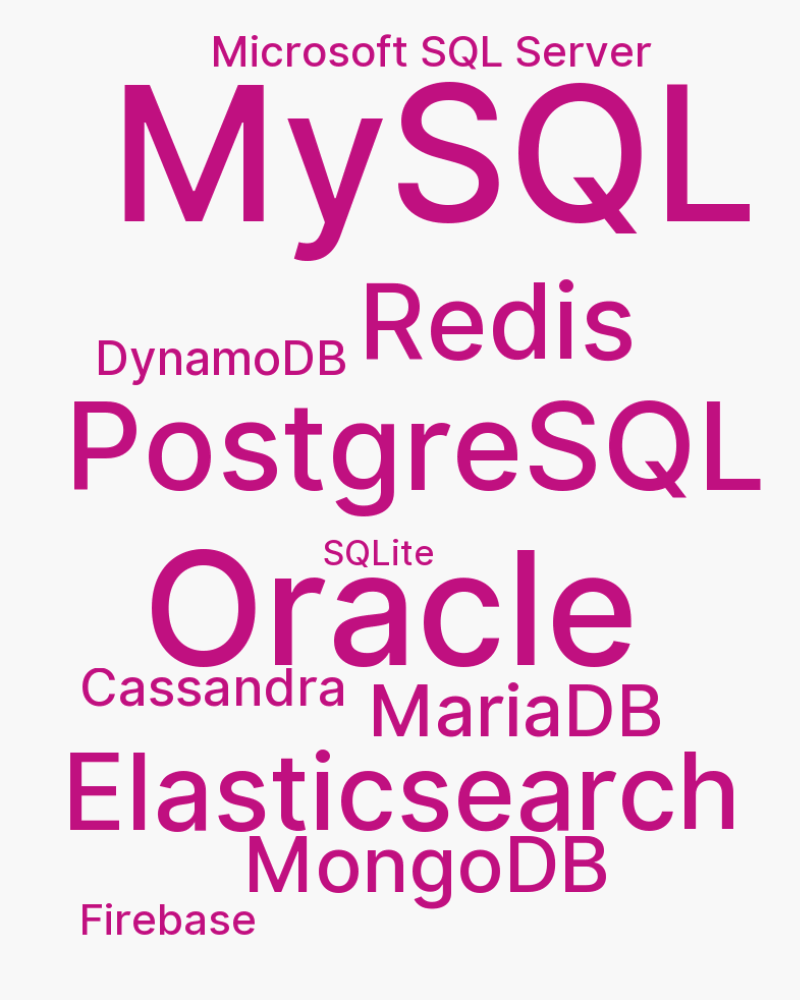 Microsoft SQL Server
MySQL
Redis
DynamoDB
PostgreSQL
SQLite
Oracle
Cassandra
MariaDB
Elasticsearch
MongoDB
Firebase